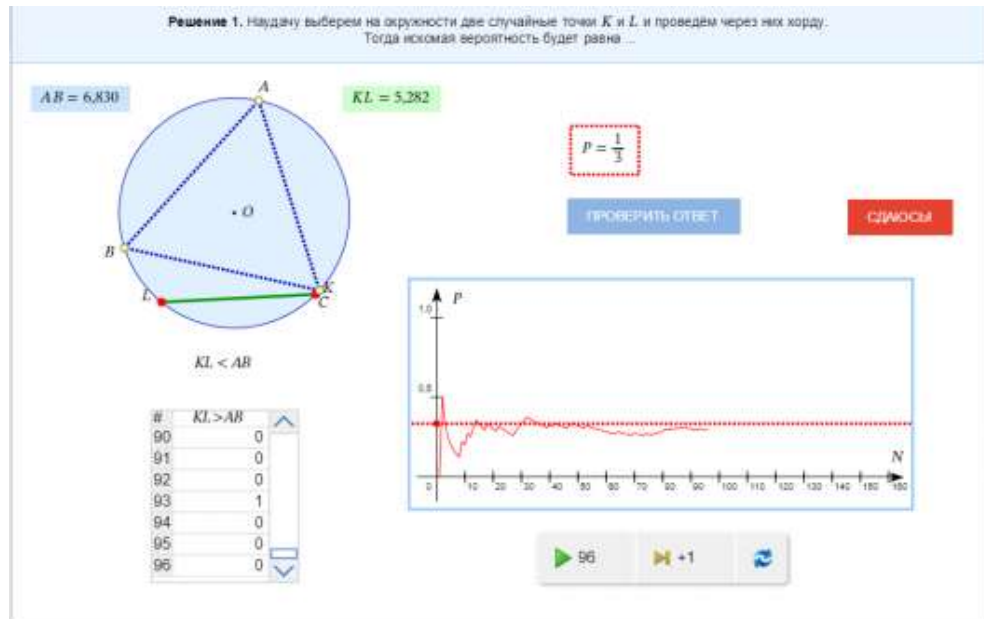 Решение 1. Наудачу выберем на окружности две случайные точки K и L и проведём через них хорду.
Тогда искомая вероятность будет равна ...
AB = 6,830
KL = 5,282
A
O
B
L
K
C
KL < AB
P = 1/3
ПРОВЕРИТЬ ОТВЕТ
СДАЮСЬ!
P
1.0
0.5
N
0 10 20 30 40 50 60 70 80 90 100 110 120 130 140 150 160
# KL>AB
90 0
91 0
92 0
93 1
94 0
95 0
96 0
96
+1